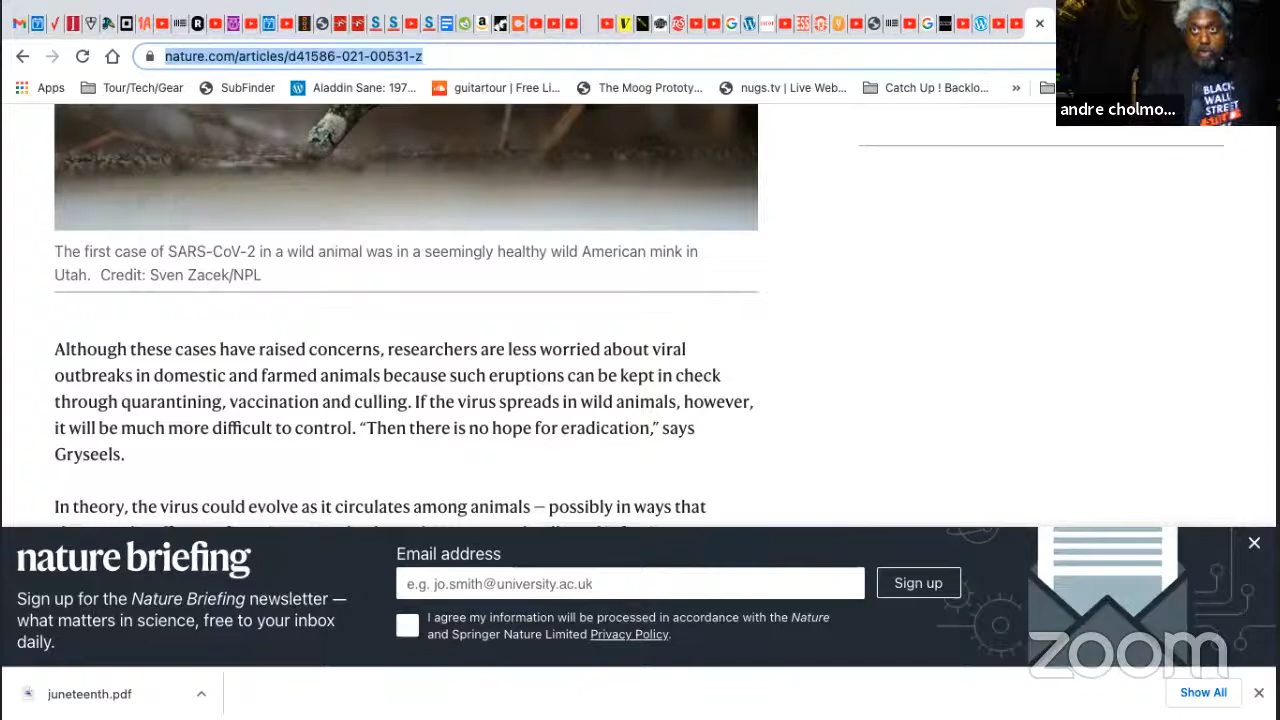 nature.com/articles/d41586-021-00531-z
Apps
Tour/Tech/Gear
SubFinder
Aladdin Sane: 197...
guitartour | Free Li...
The Moog Prototy...
nugs.tv | Live Web...
Catch Up ! Backlo...
»
BLACK
WALL
STREET
andre cholmo...
The first case of SARS-CoV-2 in a wild animal was in a seemingly healthy wild American mink in
Utah. Credit: Sven Zacek/NPL
Although these cases have raised concerns, researchers are less worried about viral
outbreaks in domestic and farmed animals because such eruptions can be kept in check
through quarantining, vaccination and culling. If the virus spreads in wild animals, however,
it will be much more difficult to control. “Then there is no hope for eradication,” says
Gryseels.
In theory, the virus could evolve as it circulates among animals – possibly in ways that
nature briefing
Sign up for the Nature Briefing newsletter —
what matters in science, free to your inbox
daily.
Email address
e.g. jo.smith@university.ac.uk
Sign up
I agree my information will be processed in accordance with the Nature
and Springer Nature Limited Privacy Policy.
zoom
juneteenth.pdf
Show All